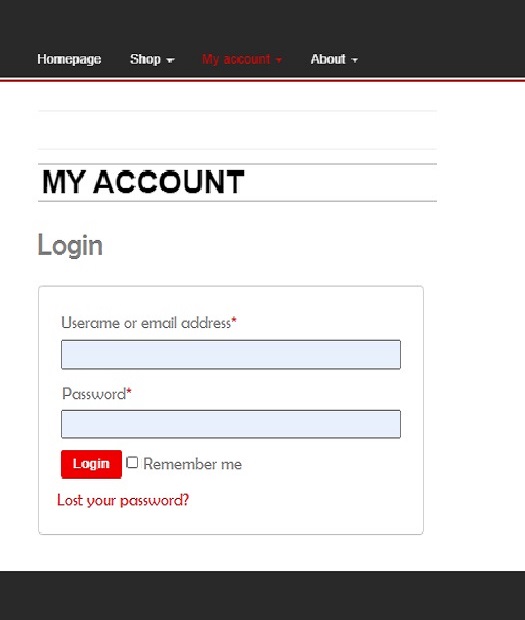 Homepage Shop My account About
MY ACCOUNT
Login
Userame or email address*
Password*
Login Remember me
Lost your password?